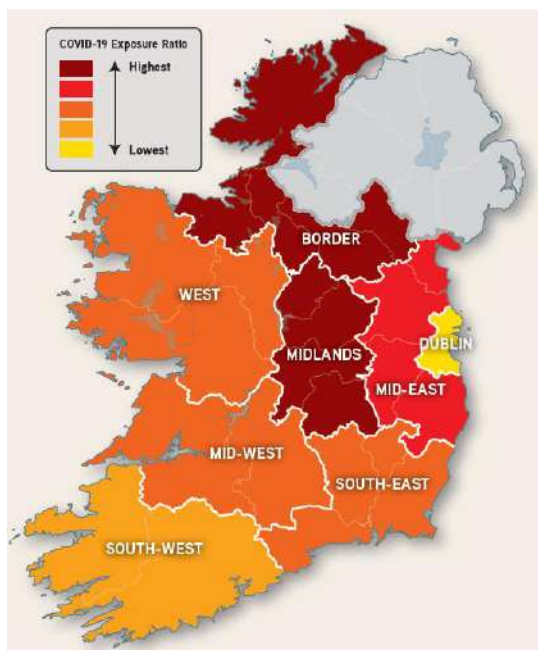 COVID-19 Exposure Ratio
Highest
Lowest
BORDER
WEST
DUBLIN
MIDLANDS
MID-EAST
MID-WEST
SOUTH-EAST
SOUTH-WEST